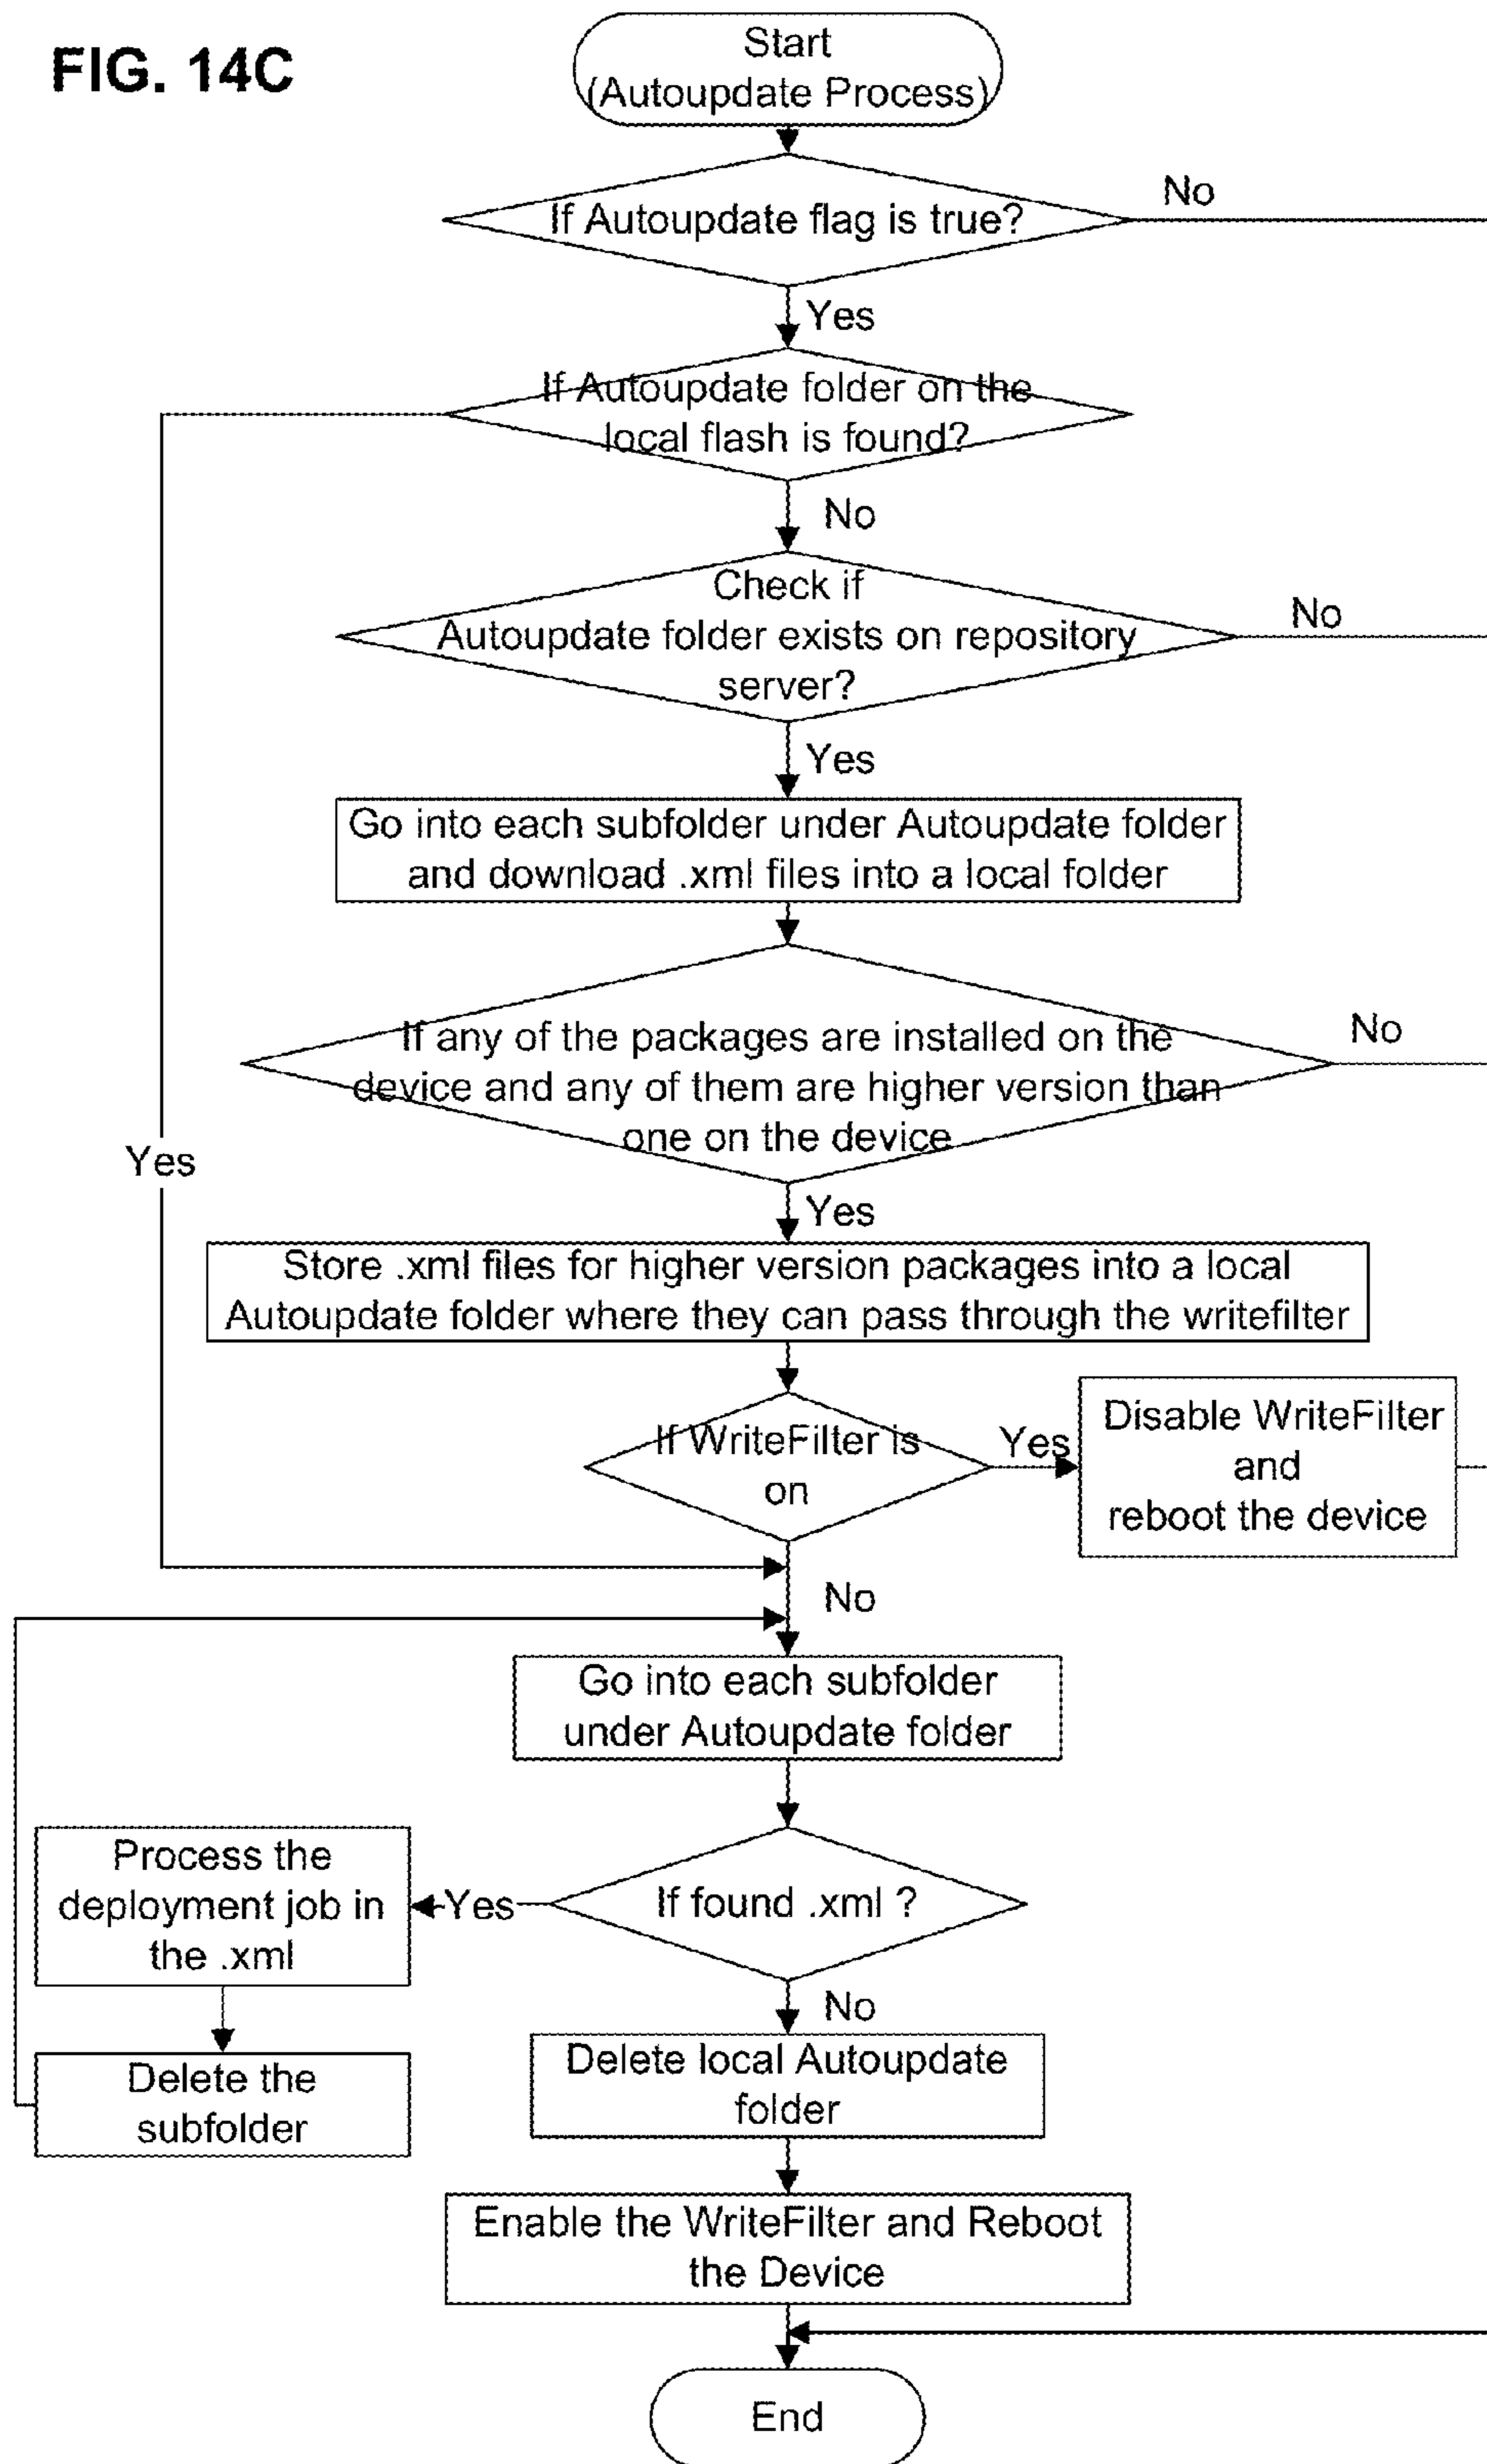 FIG. 14C
Start
(Autoupdate Process)
If Autoupdate flag is true?
No
Yes
If Autoupdate folder on the
local flash is found?
No
Check if
Autoupdate folder exists on repository
server?
No
Yes
Go into each subfolder under Autoupdate folder
and download .xml files into a local folder
If any of the packages are installed on the
device and any of them are higher version than
one on the device
No
Yes
Yes
Store .xml files for higher version packages into a local
Autoupdate folder where they can pass through the writefilter
If WriteFilter is
on
Yes
Disable WriteFilter
and
reboot the device
No
Go into each subfolder
under Autoupdate folder
If found .xml ?
Yes
Process the
deployment job in
the .xml
Delete the
subfolder
No
Delete local Autoupdate
folder
Enable the WriteFilter and Reboot
the Device
End